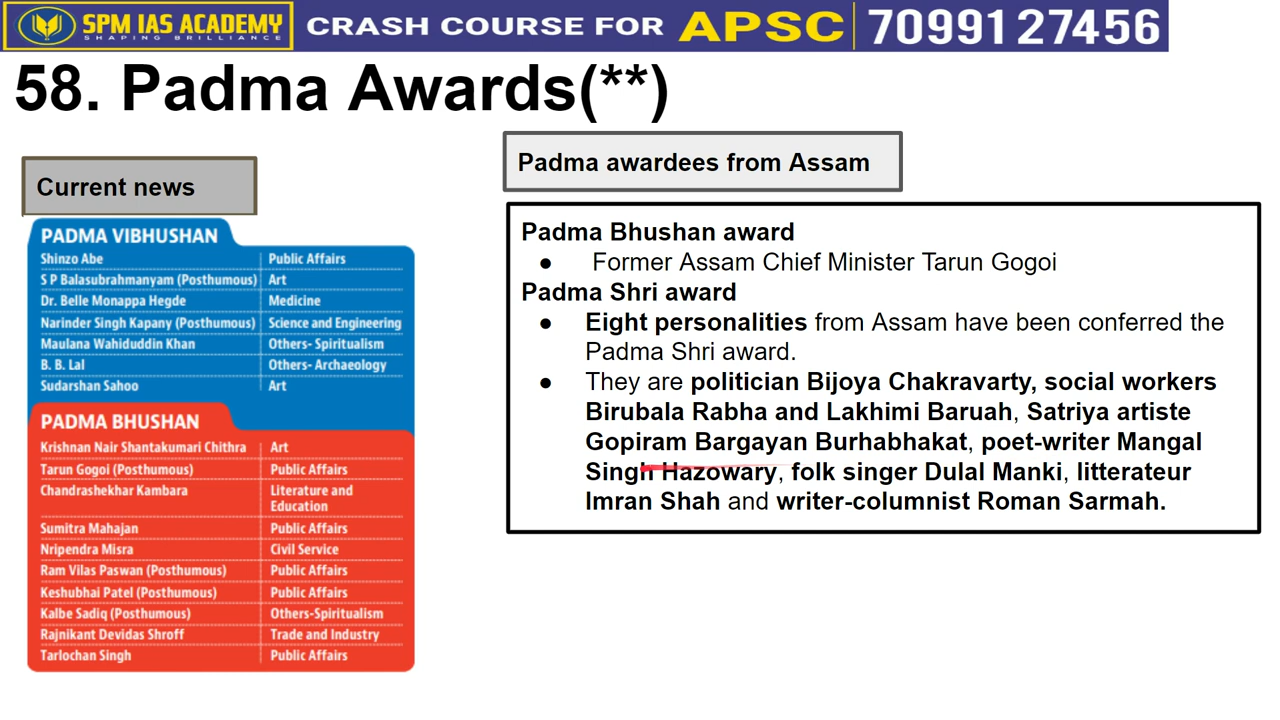 SPM IAS ACADEMY
SHAPING BRILLIANCE
CRASH COURSE FOR APSC 70991 27456
58. Padma Awards(**)
Current news
PADMA VIBHUSHAN
Shinzo Abe Public Affairs
S P Balasubrahmanyam (Posthumous) Art
Dr. Belle Monappa Hegde Medicine
Narinder Singh Kapany (Posthumous) Science and Engineering
Maulana Wahiduddin Khan Others- Spiritualism
B. B. Lal Others- Archaeology
Sudarshan Sahoo Art
PADMA BHUSHAN
Krishnan Nair Shantakumari Chithra Art
Tarun Gogoi (Posthumous) Public Affairs
Chandrashekhar Kambara Literature and
Education
Sumitra Mahajan Public Affairs
Nripendra Misra Civil Service
Ram Vilas Paswan (Posthumous) Public Affairs
Keshubhai Patel (Posthumous) Public Affairs
Kalbe Sadiq (Posthumous) Others-Spiritualism
Rajnikant Devidas Shroff Trade and Industry
Tarlochan Singh Public Affairs
Padma awardees from Assam
Padma Bhushan award
● Former Assam Chief Minister Tarun Gogoi
Padma Shri award
● Eight personalities from Assam have been conferred the
Padma Shri award.
● They are politician Bijoya Chakravarty, social workers
Birubala Rabha and Lakhimi Baruah, Satriya artiste
Gopiram Bargayan Burhabhakat, poet-writer Mangal
Singh Hazowary, folk singer Dulal Manki, litterateur
Imran Shah and writer-columnist Roman Sarmah.